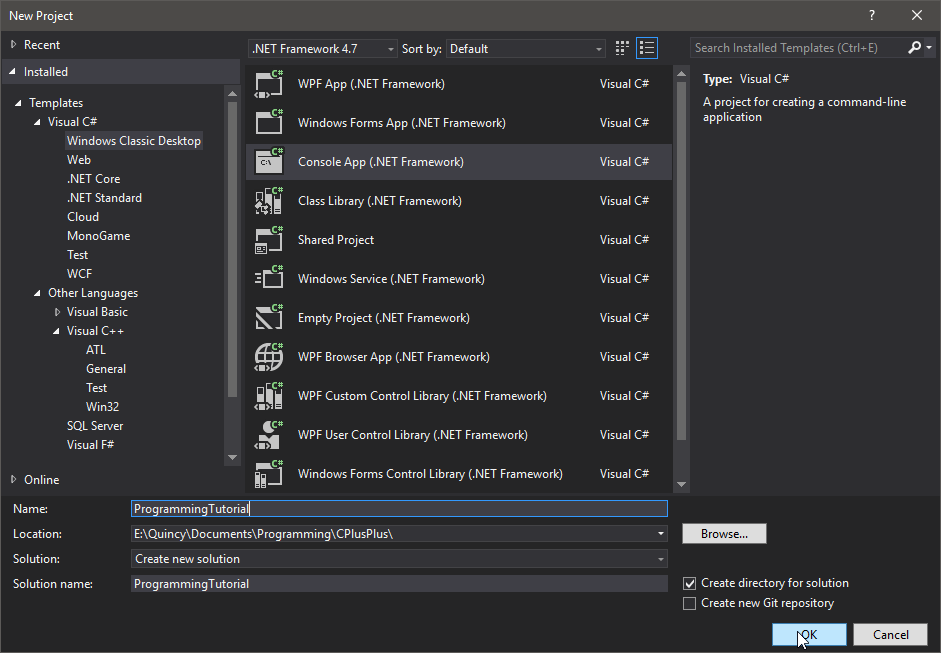 New Project
Recent
.NET Framework 4.7 Sort by: Default
Search Installed Templates (Ctrl+E)
Installed
Templates
Visual C#
Windows Classic Desktop
Web
.NET Core
.NET Standard
Cloud
MonoGame
Test
WCF
Other Languages
Visual Basic
Visual C++
ATL
General
Test
Win32
SQL Server
Visual F#
Online
WPF App (.NET Framework) Visual C#
Windows Forms App (.NET Framework) Visual C#
Console App (.NET Framework) Visual C#
Class Library (.NET Framework) Visual C#
Shared Project Visual C#
Windows Service (.NET Framework) Visual C#
Empty Project (.NET Framework) Visual C#
WPF Browser App (.NET Framework) Visual C#
WPF Custom Control Library (.NET Framework) Visual C#
WPF User Control Library (.NET Framework) Visual C#
Windows Forms Control Library (.NET Framework) Visual C#
Type: Visual C#
A project for creating a command-line
application
Name: ProgrammingTutorial
Location: E:\Quincy\Documents\Programming\CPlusPlus\
Browse...
Solution: Create new solution
Solution name: ProgrammingTutorial
Create directory for solution
Create new Git repository
OK Cancel